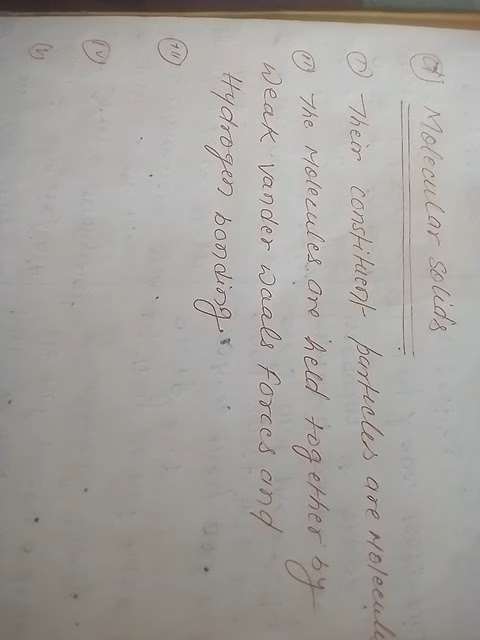 (A) Molecular solids
(i) Their constituent particles are molecule
(ii) The molecules are held together by
weak vander waals forces and
Hydrogen bonding.
(iii)
(iv)
(v)